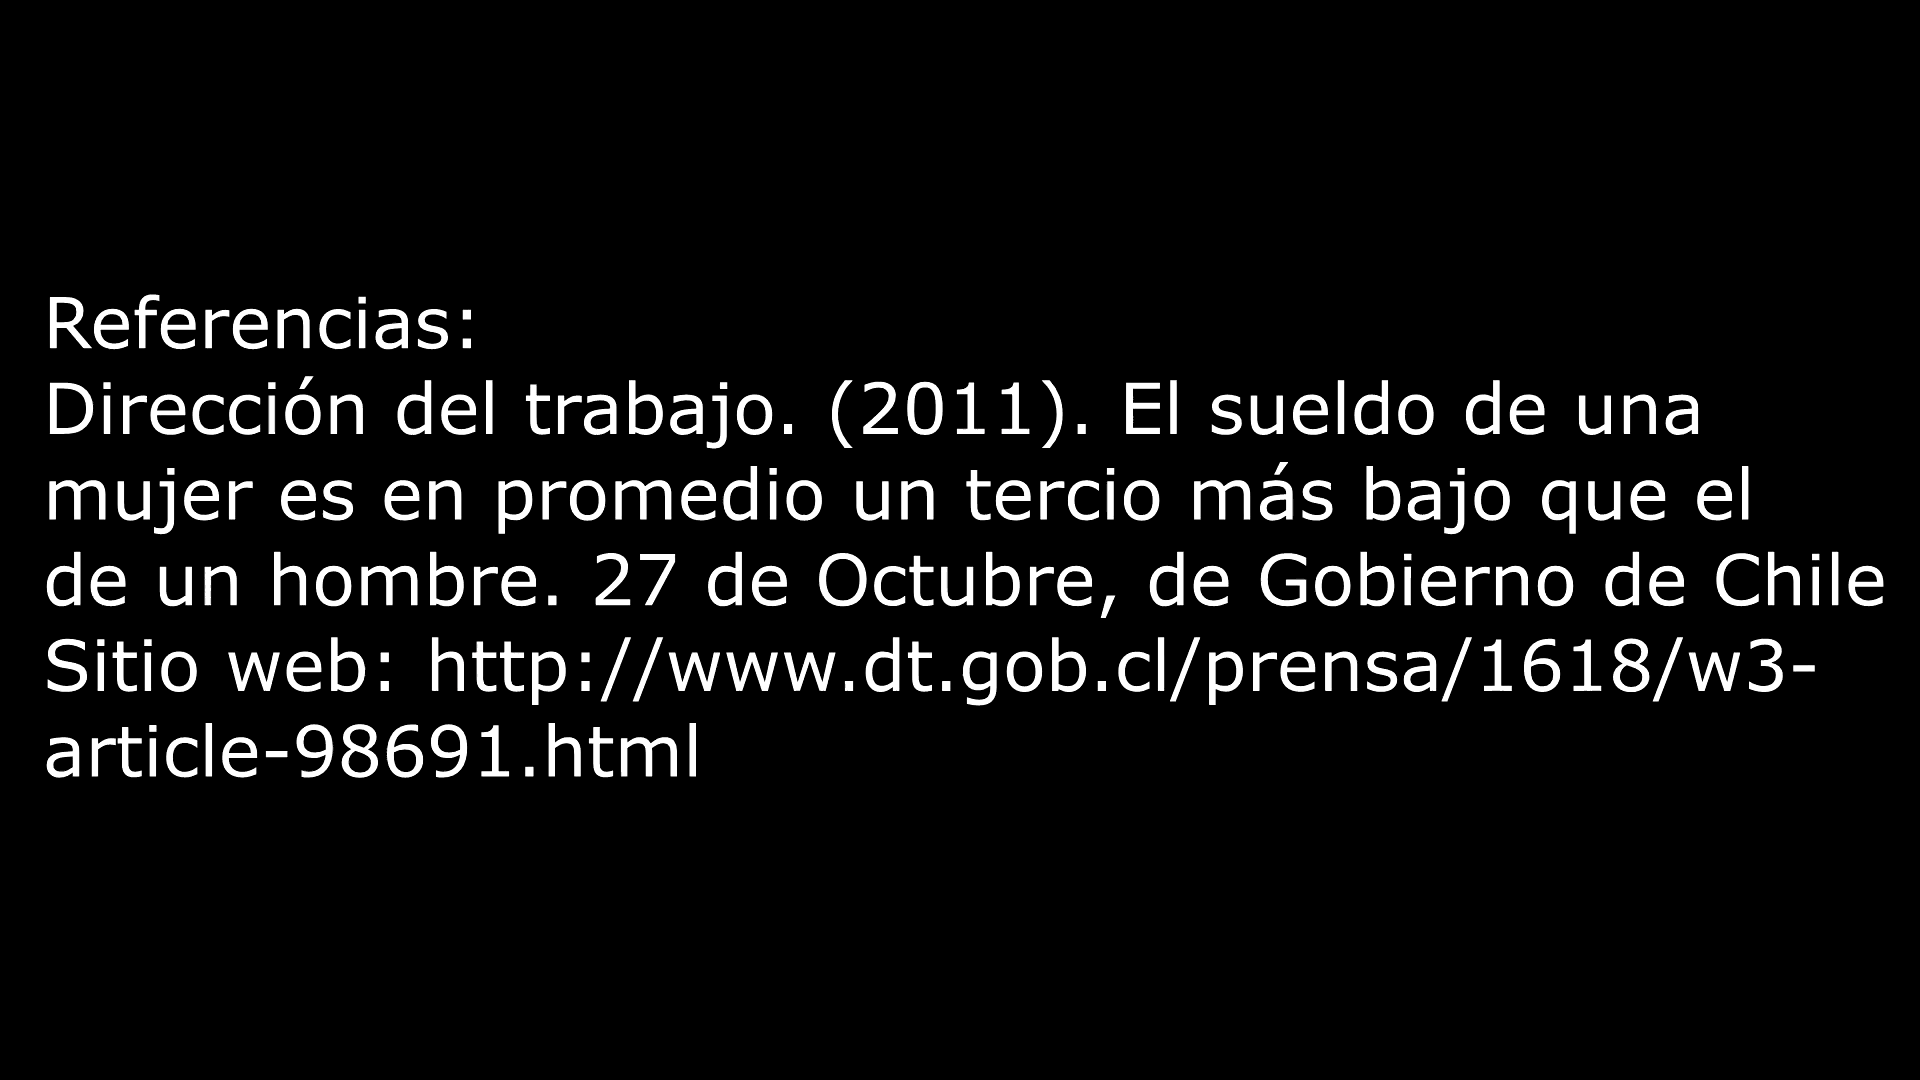 Referencias:
Dirección del trabajo. (2011). El sueldo de una
mujer es en promedio un tercio más bajo que el
de un hombre. 27 de Octubre, de Gobierno de Chile
Sitio web: http://www.dt.gob.cl/prensa/1618/w3-
article-98691.html